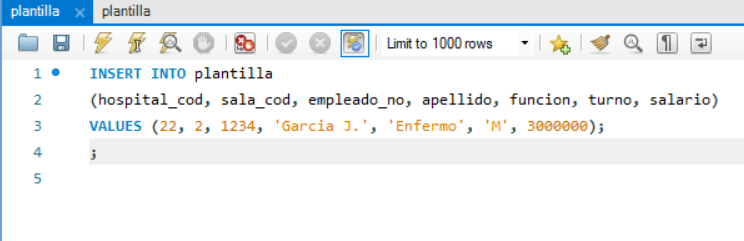 plantilla plantilla
Limit to 1000 rows
1 INSERT INTO plantilla
2 (hospital_cod, sala_cod, empleado_no, apellido, funcion, turno, salario)
3 VALUES (22, 2, 1234, 'Garcia J.', 'Enfermo', 'M', 3000000);
4 ;
5